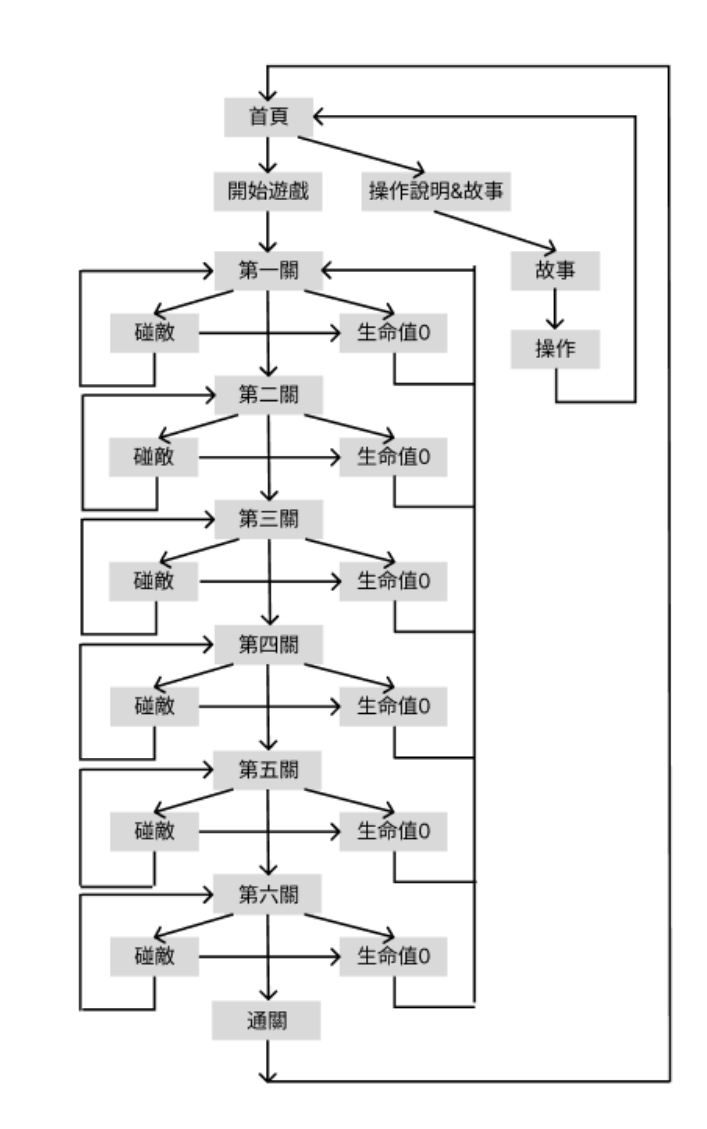 首頁
開始遊戲
操作說明&故事
第一關
故事
碰敵
生命值0
操作
第二關
碰敵
生命值0
第三關
碰敵
生命值0
第四關
碰敵
生命值0
第五關
碰敵
生命值0
第六關
碰敵
生命值0
通關